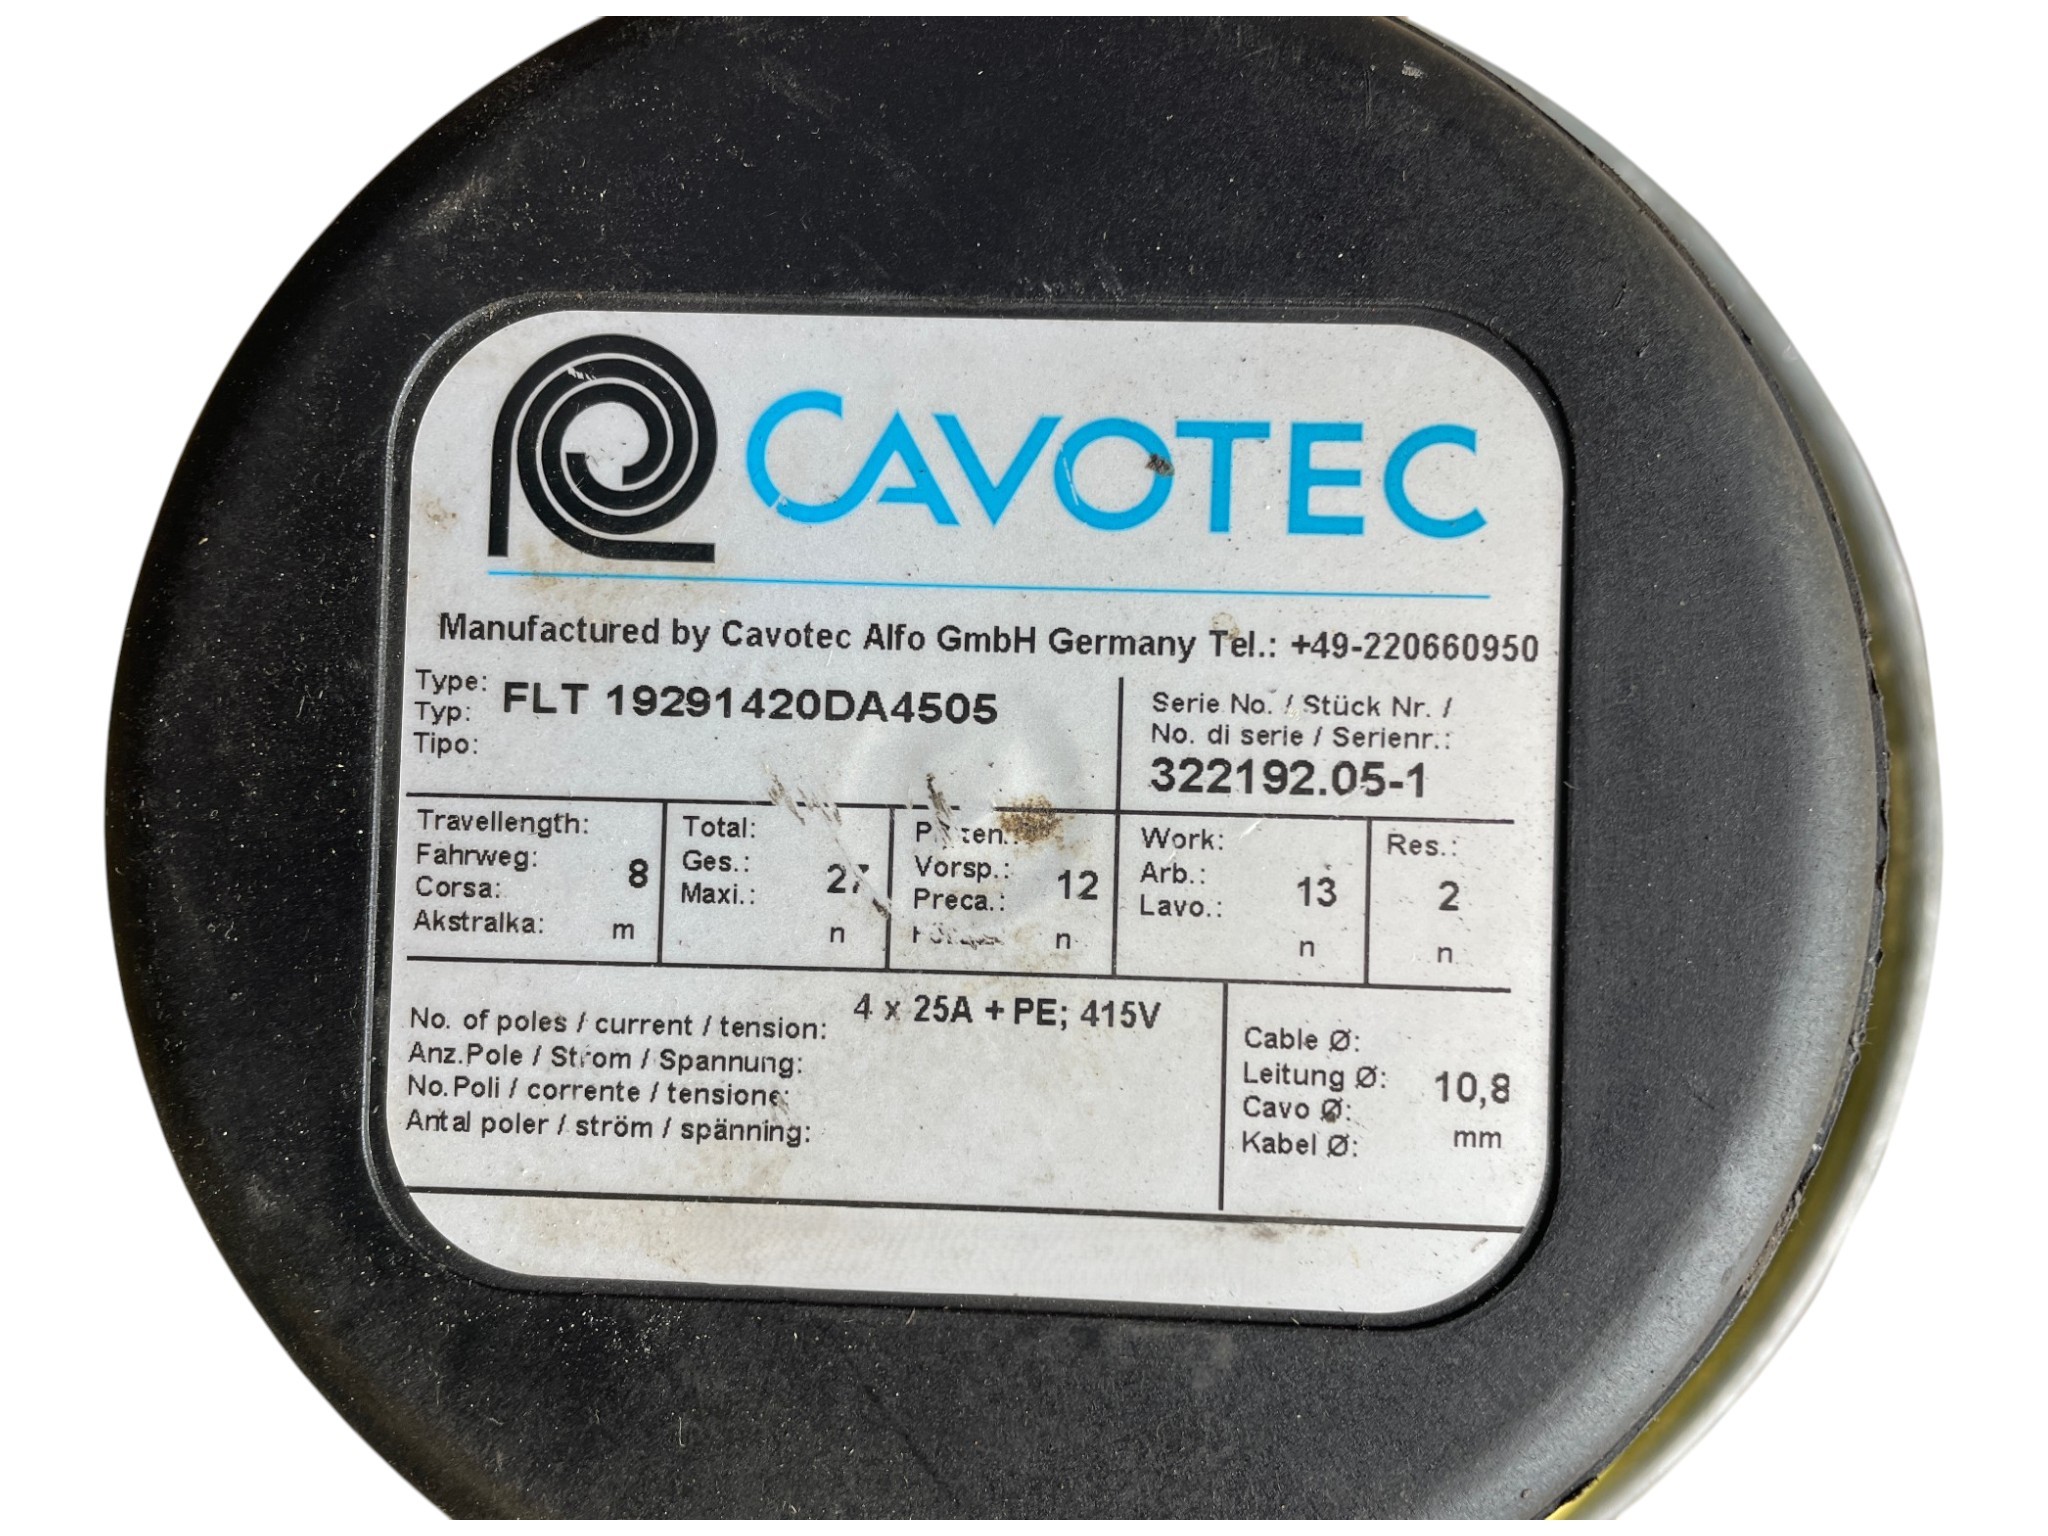 CAVOTEC
Manufactured by Cavotec Alfo GmbH Germany Tel.: +49-220660950
Type:
Typ:
Tipo:
FLT 19291420DA4505
Serie No. / Stück Nr. /
No. di serie / Serienr.:
322192.05-1
Travellength:
Fahrweg:
Corsa:
Akstralka:
8
m
Total:
Ges.:
Maxi.:
27
n
Vorsp.:
Preca.:
12
n
Work:
Arb.:
Lavo.:
13
n
Res.:
2
n
No. of poles / current / tension:
Anz.Pole / Strom / Spannung:
No.Poli / corrente / tensione:
Antal poler / ström / spänning:
4 x 25A + PE; 415V
Cable Ø:
Leitung Ø:
Cavo Ø:
Kabel Ø:
10,8
mm